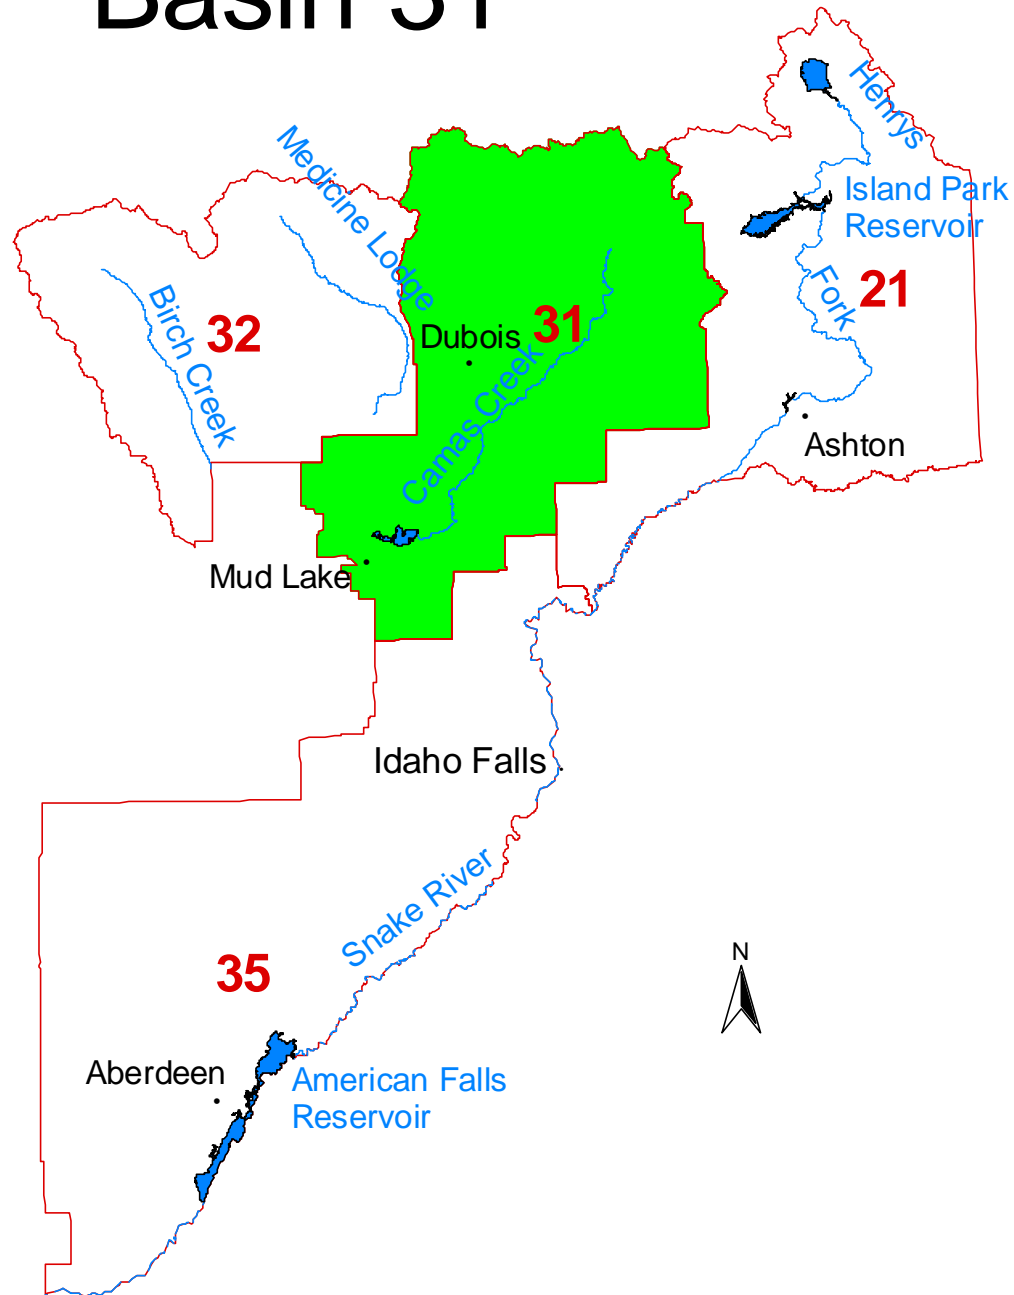 Basin 31
Henrys
Medicine Lodge
Island Park
Reservoir
Fork
21
Birch Creek
32
31
Dubois
Camas Creek
Ashton
Mud Lake
Idaho Falls
Snake River
N
35
Aberdeen
American Falls
Reservoir